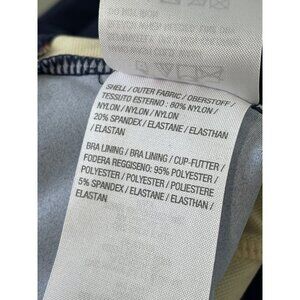 SHELL / OUTER FABRIC / OBERSTOFF /
TESSUTO ESTERNO : 80% NYLON /
NYLON / NYLON / NYLON
20% SPANDEX / ELASTANE / ELASTHAN
/ ELASTAN
BRA LINING / BRA LINING / CUP-FUTTER /
FODERA REGGISENO: 95% POLYESTER /
POLYESTER / POLYESTER / POLIESTERE
5% SPANDEX / ELASTANE / ELASTHAN /
ELASTAN